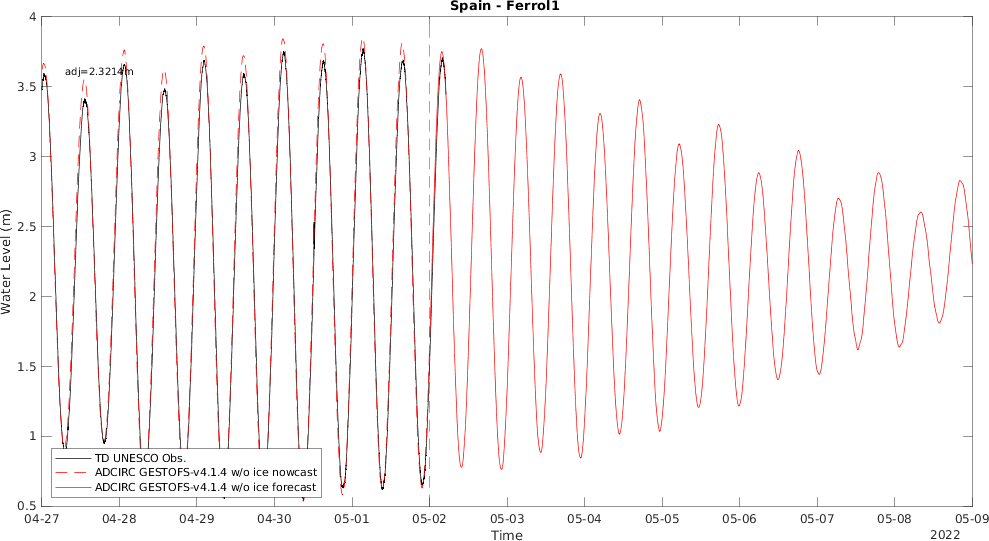 Spain - Ferrol1
4
3.5
3
2.5
2
1.5
1
0.5
Water Level (m)
adj=2.3214m
TD UNESCO Obs.
ADCIRC GESTOFS-v4.1.4 w/o ice nowcast
ADCIRC GESTOFS-v4.1.4 w/o ice forecast
04-27 04-28 04-29 04-30 05-01 05-02 05-03 05-04 05-05 05-06 05-07 05-08 05-09
Time
2022